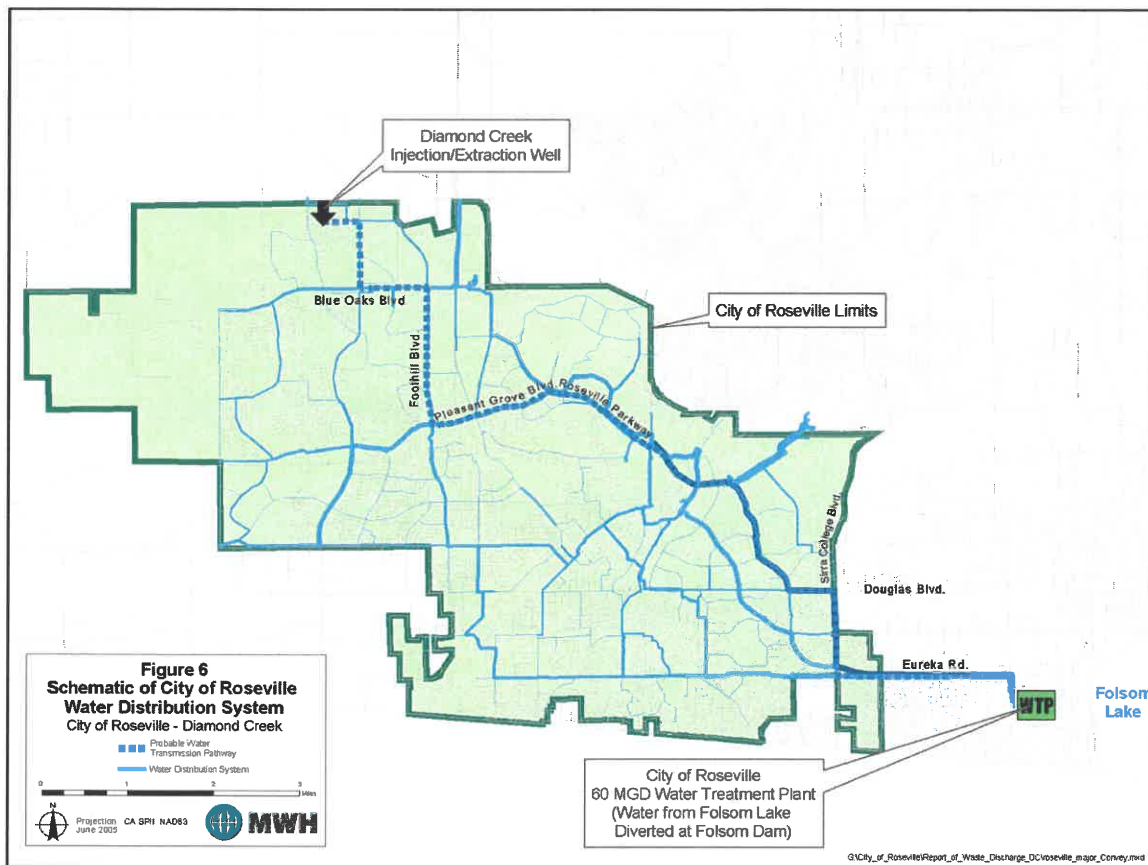 Diamond Creek
Injection/Extraction Well
City of Roseville Limits
Blue Oaks Blvd
Foothill Blvd.
Pleasant Grove Blvd.
Roseville Parkway
Sirra College Blvd.
Douglas Blvd.
Eureka Rd.
WTP
Folsom
Lake
City of Roseville
60 MGD Water Treatment Plant
(Water from Folsom Lake
Diverted at Folsom Dam)
Figure 6
Schematic of City of Roseville
Water Distribution System
City of Roseville - Diamond Creek
Probable Water
Transmission Pathway
Water Distribution System
0 1 2 3
Miles
N
Projection CA SPII NAD83
June 2005
MWH
G:\City_of_Roseville\Report_of_Waste_Discharge_DC\roseville_major_Convey.mxd